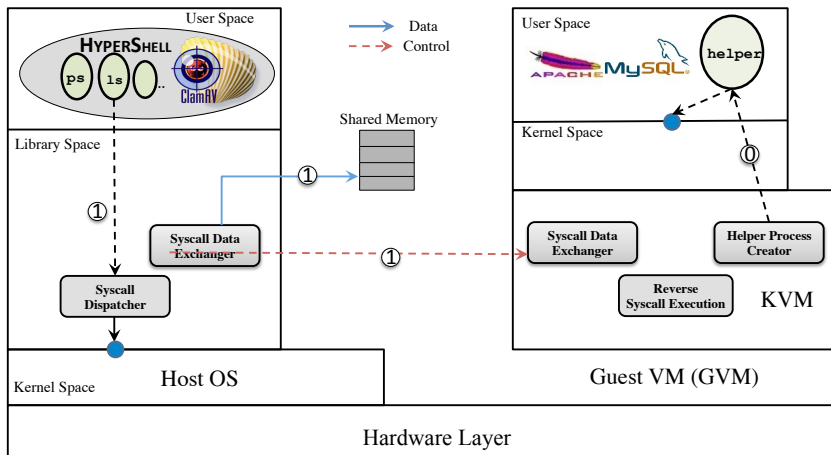 User Space
HYPERSHELL
ps
ls
..
ClamAV
Library Space
①
Syscall Data
Exchanger
Syscall
Dispatcher
Host OS
Kernel Space
Data
Control
Shared Memory
①
①
User Space
APACHE
MySQL®
helper
Kernel Space
⓪
Syscall Data
Exchanger
Helper Process
Creator
Reverse
Syscall Execution
KVM
Guest VM (GVM)
Hardware Layer